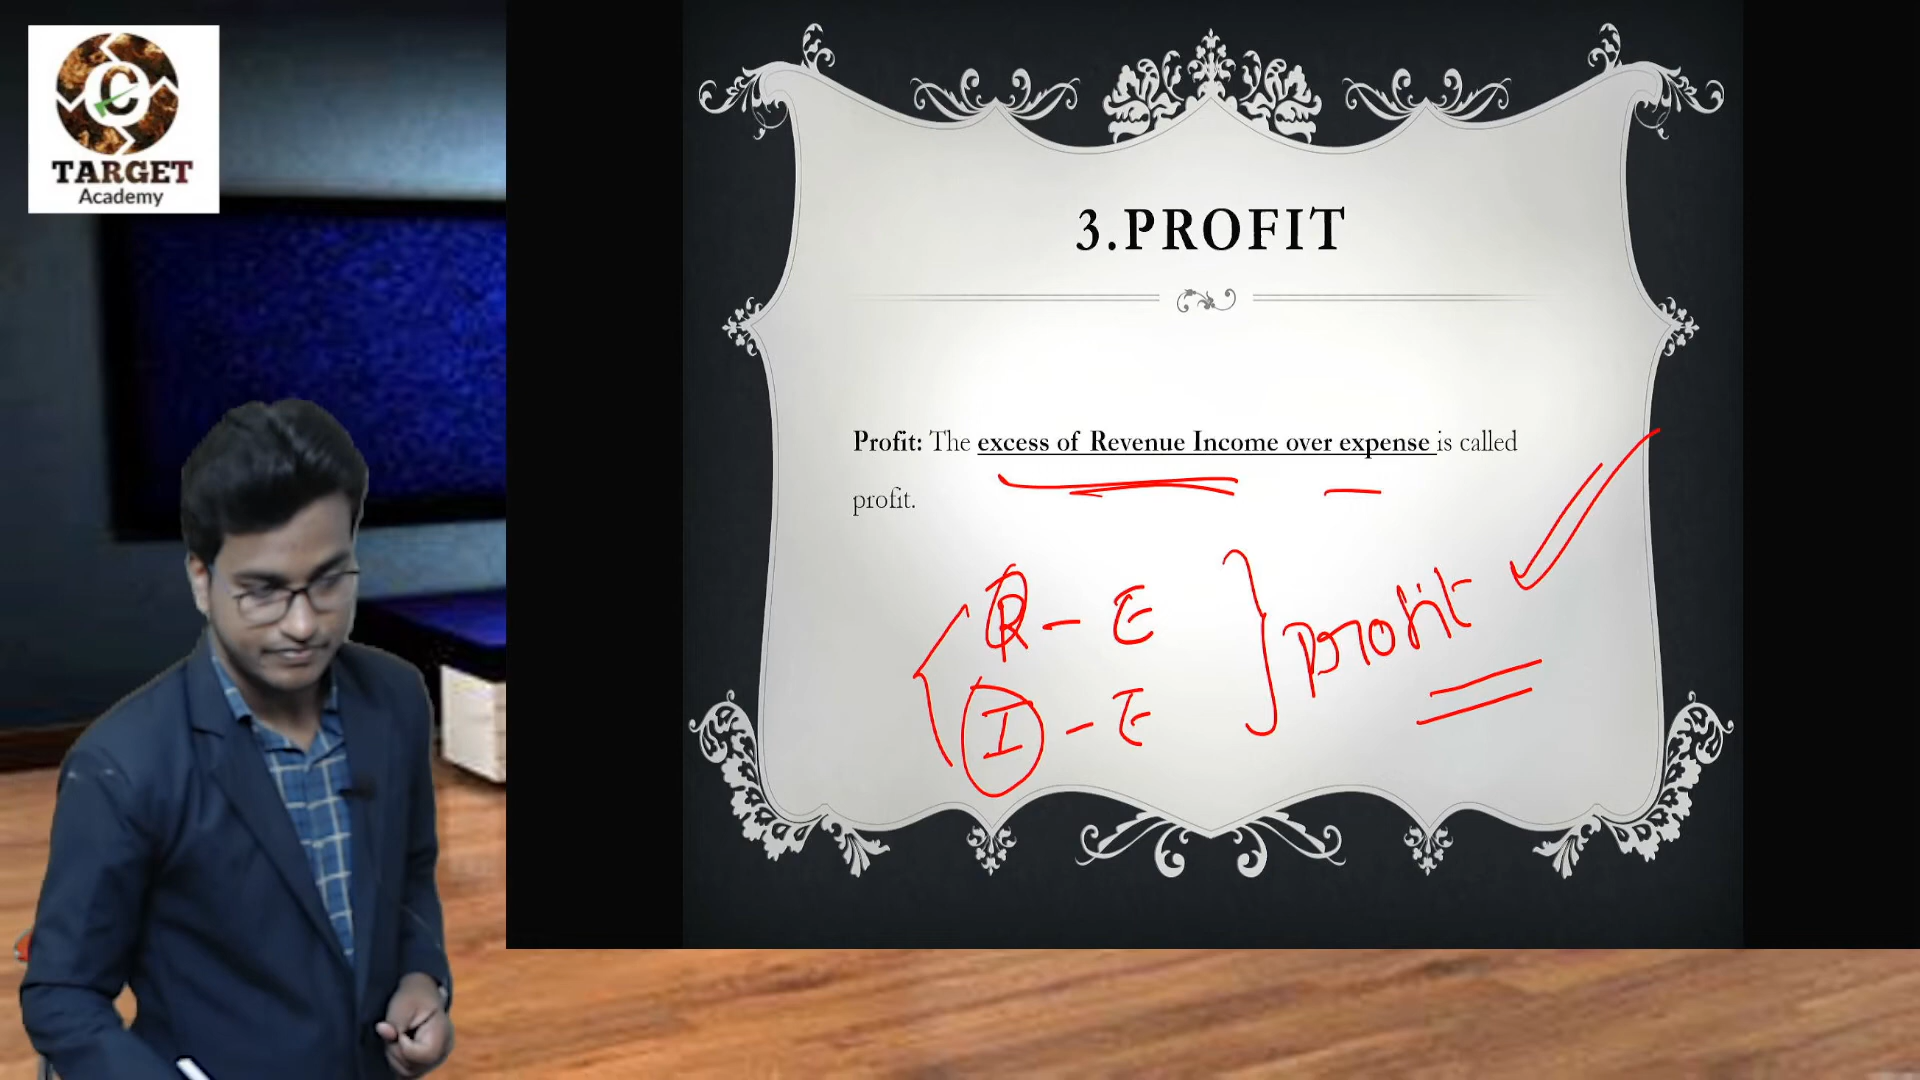 TARGET
Academy
3.PROFIT
Profit: The excess of Revenue Income over expense is called
profit.
R - E
I - E
Profit